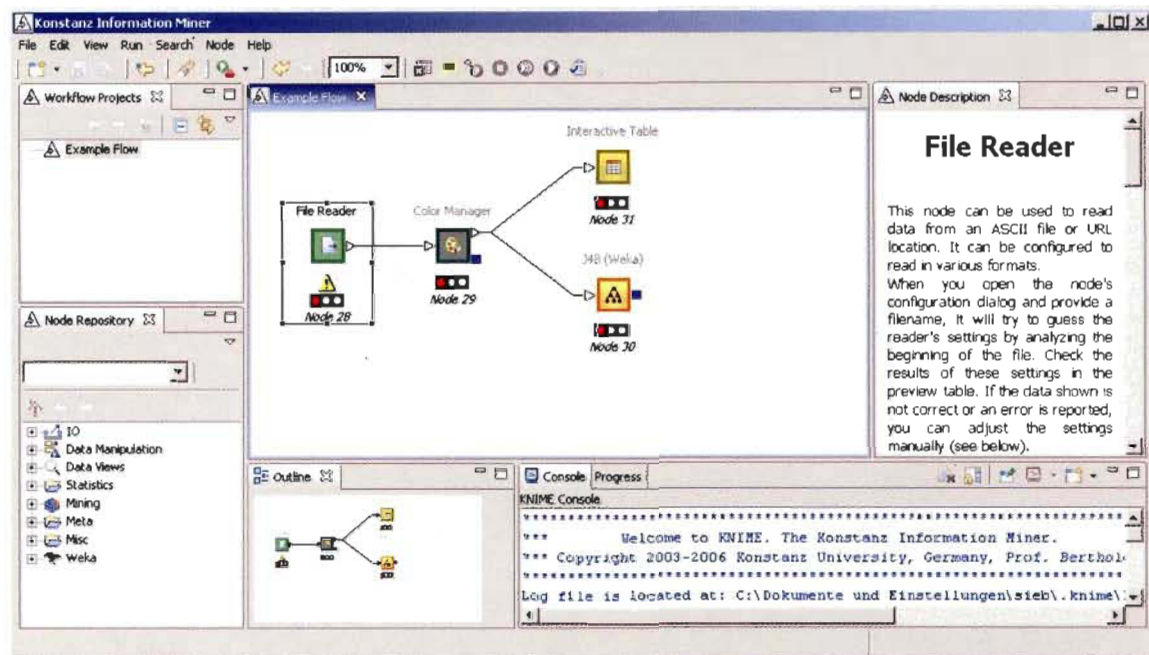 Konstanz Information Miner
File Edit View Run Search Node Help
100%
Workflow Projects
Example Flow
Example Flow
Interactive Table
Node 31
File Reader
Node 28
Color Manager
Node 29
J48 (Weka)
Node 30
Node Description
File Reader
This node can be used to read
data from an ASCII file or URL
location. It can be configured to
read in various formats.
When you open the node's
configuration dialog and provide a
filename, it will try to guess the
reader's settings by analyzing the
beginning of the file. Check the
results of these settings in the
preview table. If the data shown is
not correct or an error is reported,
you can adjust the settings
manually (see below).
Node Repository
IO
Data Manipulation
Data Views
Statistics
Mining
Meta
Misc
Weka
Outline
Console Progress
KNIME Console
*** Welcome to KNIME. The Konstanz Information Miner.
*** Copyright 2003-2006 Konstanz University, Germany, Prof. Berthol
Log file is located at: C:\Dokumente und Einstellungen\sieb\.knime\